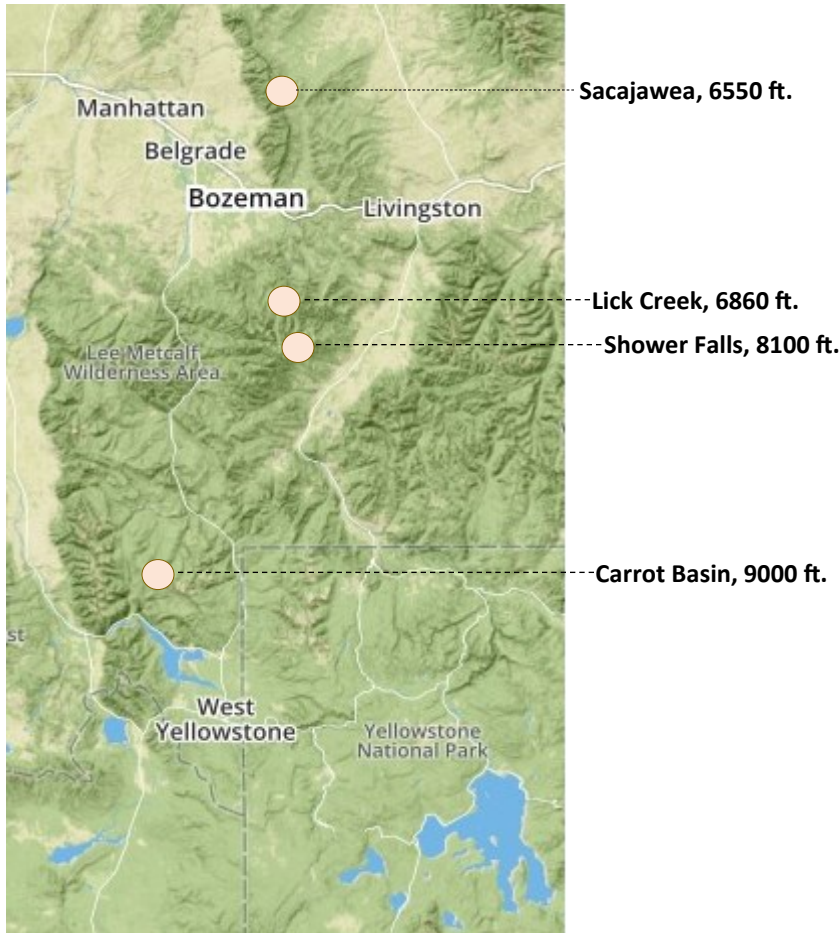 Sacajawea, 6550 ft.
Manhattan
Belgrade
Bozeman
Livingston
Lick Creek, 6860 ft.
Shower Falls, 8100 ft.
Lee Metcalf
Wilderness Area
Carrot Basin, 9000 ft.
st
West
Yellowstone
Yellowstone
National Park